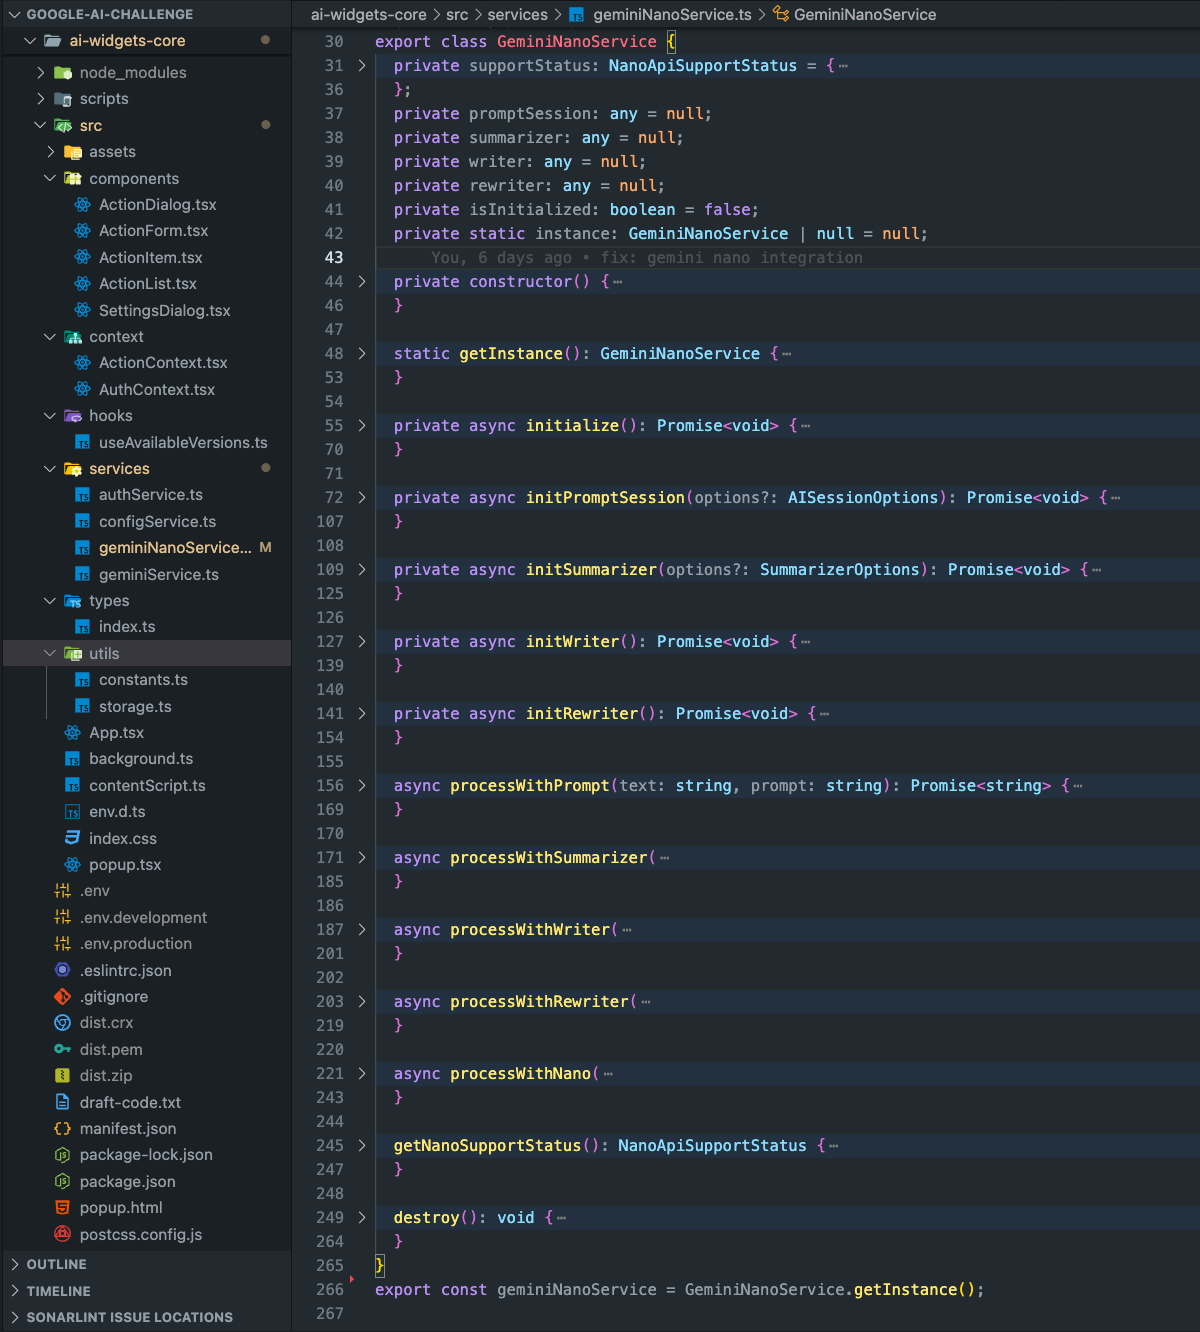 GOOGLE-AI-CHALLENGE
ai-widgets-core
node_modules
scripts
src
assets
components
ActionDialog.tsx
ActionForm.tsx
ActionItem.tsx
ActionList.tsx
SettingsDialog.tsx
context
ActionContext.tsx
AuthContext.tsx
hooks
useAvailableVersions.ts
services
authService.ts
configService.ts
geminiNanoService... M
geminiService.ts
types
index.ts
utils
constants.ts
storage.ts
App.tsx
background.ts
contentScript.ts
env.d.ts
index.css
popup.tsx
.env
.env.development
.env.production
.eslintrc.json
.gitignore
dist.crx
dist.pem
dist.zip
draft-code.txt
manifest.json
package-lock.json
package.json
popup.html
postcss.config.js
OUTLINE
TIMELINE
SONARLINT ISSUE LOCATIONS
ai-widgets-core > src > services > TS geminiNanoService.ts > GeminiNanoService
30 export class GeminiNanoService {
31 private supportStatus: NanoApiSupportStatus = {⋯
36 };
37 private promptSession: any = null;
38 private summarizer: any = null;
39 private writer: any = null;
40 private rewriter: any = null;
41 private isInitialized: boolean = false;
42 private static instance: GeminiNanoService | null = null;
43 You, 6 days ago • fix: gemini nano integration
44 private constructor() {⋯
46 }
47
48 static getInstance(): GeminiNanoService {⋯
53 }
54
55 private async initialize(): Promise<void> {⋯
70 }
71
72 private async initPromptSession(options?: AISessionOptions): Promise<void> {⋯
107 }
108
109 private async initSummarizer(options?: SummarizerOptions): Promise<void> {⋯
125 }
126
127 private async initWriter(): Promise<void> {⋯
139 }
140
141 private async initRewriter(): Promise<void> {⋯
154 }
155
156 async processWithPrompt(text: string, prompt: string): Promise<string> {⋯
169 }
170
171 async processWithSummarizer(⋯
185 }
186
187 async processWithWriter(⋯
201 }
202
203 async processWithRewriter(⋯
219 }
220
221 async processWithNano(⋯
243 }
244
245 getNanoSupportStatus(): NanoApiSupportStatus {⋯
247 }
248
249 destroy(): void {⋯
264 }
265 }
266 export const geminiNanoService = GeminiNanoService.getInstance();
267